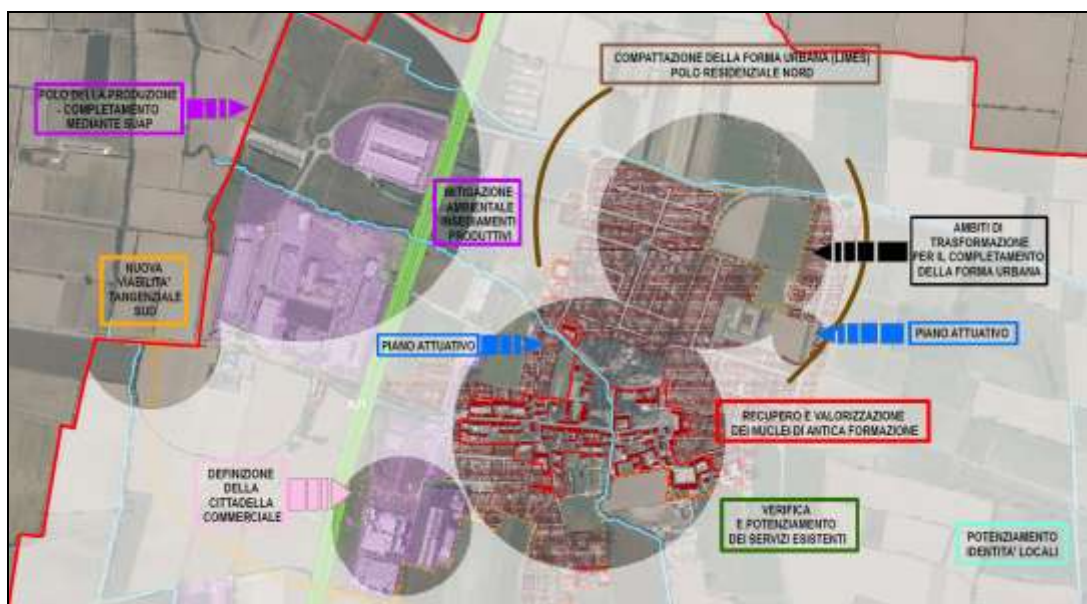 COMPATTAZIONE DELLA FORMA URBANA (LIMES)
POLO RESIDENZIALE NORD
POLO DELLA PRODUZIONE
- COMPLETAMENTO
MEDIANTE SUAP
MITIGAZIONE
AMBIENTALE
INSEDIAMENTI
PRODUTTIVI
AMBITI DI
TRASFORMAZIONE
PER IL COMPLETAMENTO
DELLA FORMA URBANA
NUOVA
VIABILITA'
TANGENZIALE
SUD
PIANO ATTUATIVO
PIANO ATTUATIVO
RECUPERO E VALORIZZAZIONE
DEI NUCLEI DI ANTICA FORMAZIONE
DEFINIZIONE
DELLA
CITTADELLA
COMMERCIALE
VERIFICA
E POTENZIAMENTO
DEI SERVIZI ESISTENTI
POTENZIAMENTO
IDENTITA' LOCALI